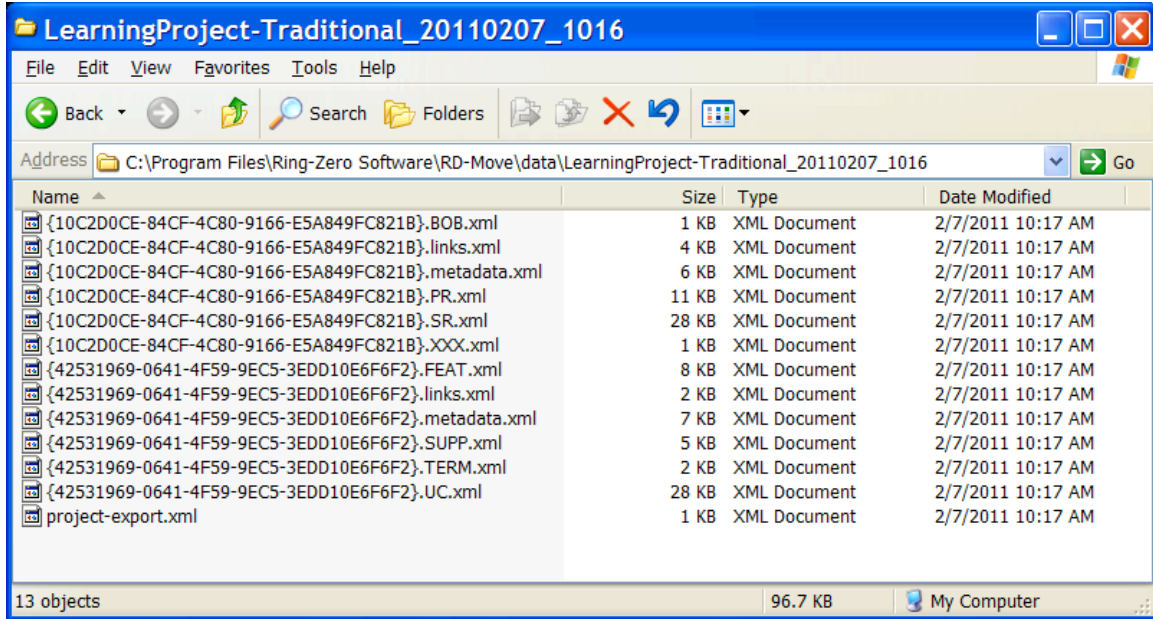 LearningProject-Traditional_20110207_1016
File Edit View Favorites Tools Help
Back Search Folders
Address C:\Program Files\Ring-Zero Software\RD-Move\data\LearningProject-Traditional_20110207_1016 Go
Name Size Type Date Modified
{10C2D0CE-84CF-4C80-9166-E5A849FC821B}.BOB.xml 1 KB XML Document 2/7/2011 10:17 AM
{10C2D0CE-84CF-4C80-9166-E5A849FC821B}.links.xml 4 KB XML Document 2/7/2011 10:17 AM
{10C2D0CE-84CF-4C80-9166-E5A849FC821B}.metadata.xml 6 KB XML Document 2/7/2011 10:17 AM
{10C2D0CE-84CF-4C80-9166-E5A849FC821B}.PR.xml 11 KB XML Document 2/7/2011 10:17 AM
{10C2D0CE-84CF-4C80-9166-E5A849FC821B}.SR.xml 28 KB XML Document 2/7/2011 10:17 AM
{10C2D0CE-84CF-4C80-9166-E5A849FC821B}.XXX.xml 1 KB XML Document 2/7/2011 10:17 AM
{42531969-0641-4F59-9EC5-3EDD10E6F6F2}.FEAT.xml 8 KB XML Document 2/7/2011 10:17 AM
{42531969-0641-4F59-9EC5-3EDD10E6F6F2}.links.xml 2 KB XML Document 2/7/2011 10:17 AM
{42531969-0641-4F59-9EC5-3EDD10E6F6F2}.metadata.xml 7 KB XML Document 2/7/2011 10:17 AM
{42531969-0641-4F59-9EC5-3EDD10E6F6F2}.SUPP.xml 5 KB XML Document 2/7/2011 10:17 AM
{42531969-0641-4F59-9EC5-3EDD10E6F6F2}.TERM.xml 2 KB XML Document 2/7/2011 10:17 AM
{42531969-0641-4F59-9EC5-3EDD10E6F6F2}.UC.xml 28 KB XML Document 2/7/2011 10:17 AM
project-export.xml 1 KB XML Document 2/7/2011 10:17 AM
13 objects 96.7 KB My Computer